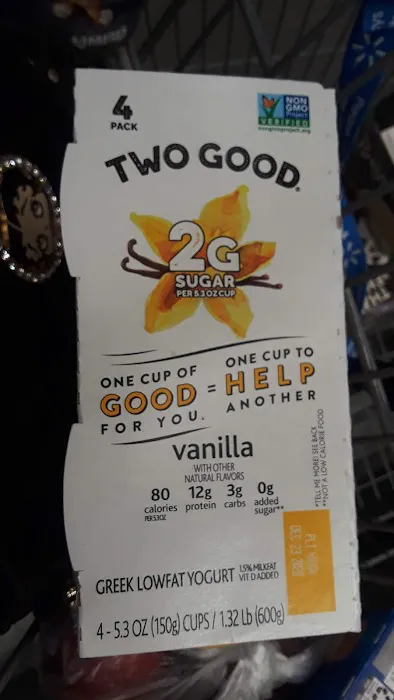 4
PACK
NON
GMO
Project
VERIFIED
nongmoproject.org
TWO GOOD®
2G
SUGAR
PER 5.3OZ CUP
ONE CUP OF
GOOD
FOR YOU.
=
ONE CUP TO
HELP
ANOTHER
vanilla
WITH OTHER
NATURAL FLAVORS
80
calories
PER 5.3OZ
12g
protein
3g
carbs
0g
added
sugar**
*TELL ME MORE! SEE BACK
**NOT A LOW CALORIE FOOD
DEC 23 2020
GREEK LOWFAT YOGURT
1.5% MILKFAT
VIT D ADDED
4 - 5.3 OZ (150g) CUPS / 1.32 Lb (600g)